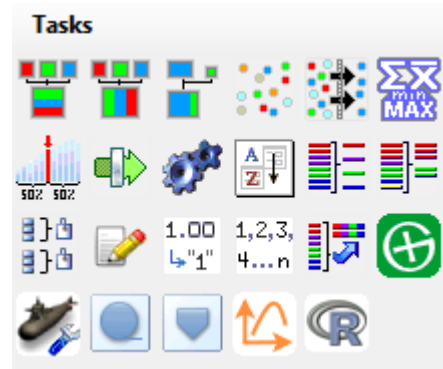 Tasks
ΣX
min
MAX
50% 50%
A
Z
1.00 1,2,3,
"1" 4...n
R